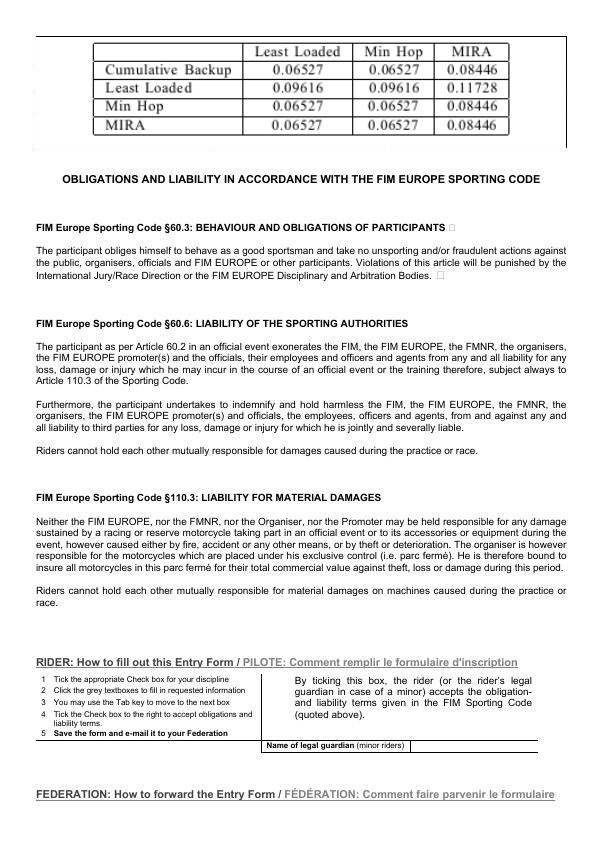 Least Loaded Min Hop MIRA
Cumulative Backup 0.06527 0.06527 0.08446
Least Loaded 0.09616 0.09616 0.11728
Min Hop 0.06527 0.06527 0.08446
MIRA 0.06527 0.06527 0.08446
OBLIGATIONS AND LIABILITY IN ACCORDANCE WITH THE FIM EUROPE SPORTING CODE
FIM Europe Sporting Code §60.3: BEHAVIOUR AND OBLIGATIONS OF PARTICIPANTS □
The participant obliges himself to behave as a good sportsman and take no unsporting and/or fraudulent actions against
the public, organisers, officials and FIM EUROPE or other participants. Violations of this article will be punished by the
International Jury/Race Direction or the FIM EUROPE Disciplinary and Arbitration Bodies. □
FIM Europe Sporting Code §60.6: LIABILITY OF THE SPORTING AUTHORITIES
The participant as per Article 60.2 in an official event exonerates the FIM, the FIM EUROPE, the FMNR, the organisers,
the FIM EUROPE promoter(s) and the officials, their employees and officers and agents from any and all liability for any
loss, damage or injury which he may incur in the course of an official event or the training therefore, subject always to
Article 110.3 of the Sporting Code.
Furthermore, the participant undertakes to indemnify and hold harmless the FIM, the FIM EUROPE, the FMNR, the
organisers, the FIM EUROPE promoter(s) and officials, the employees, officers and agents, from and against any and
all liability to third parties for any loss, damage or injury for which he is jointly and severally liable.
Riders cannot hold each other mutually responsible for damages caused during the practice or race.
FIM Europe Sporting Code §110.3: LIABILITY FOR MATERIAL DAMAGES
Neither the FIM EUROPE, nor the FMNR, nor the Organiser, nor the Promoter may be held responsible for any damage
sustained by a racing or reserve motorcycle taking part in an official event or to its accessories or equipment during the
event, however caused either by fire, accident or any other means, or by theft or deterioration. The organiser is however
responsible for the motorcycles which are placed under his exclusive control (i.e. parc fermé). He is therefore bound to
insure all motorcycles in this parc fermé for their total commercial value against theft, loss or damage during this period.
Riders cannot hold each other mutually responsible for material damages on machines caused during the practice or
race.
RIDER: How to fill out this Entry Form / PILOTE: Comment remplir le formulaire d'inscription
1 Tick the appropriate Check box for your discipline
2 Click the grey textboxes to fill in requested information
3 You may use the Tab key to move to the next box
4 Tick the Check box to the right to accept obligations and
liability terms.
5 Save the form and e-mail it to your Federation
By ticking this box, the rider (or the rider's legal
guardian in case of a minor) accepts the obligation-
and liability terms given in the FIM Sporting Code
(quoted above).
Name of legal guardian (minor riders)
FEDERATION: How to forward the Entry Form / FÉDÉRATION: Comment faire parvenir le formulaire